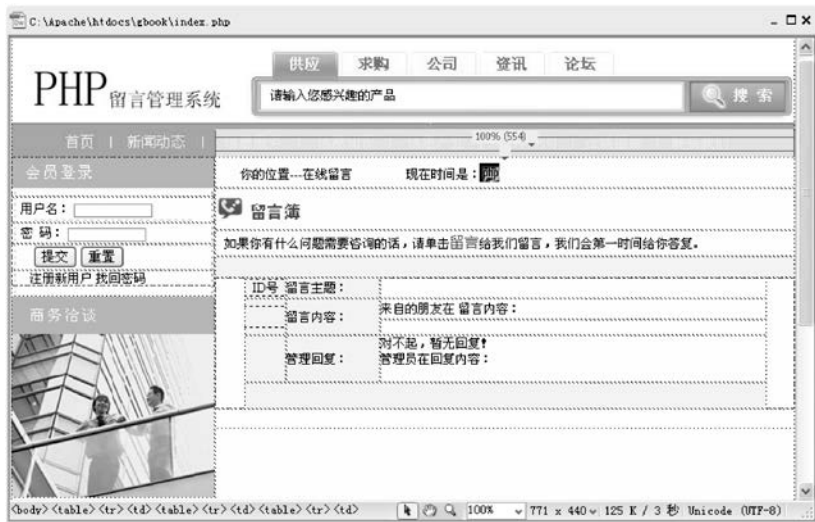 C:\Apache\htdocs\gbook\index.php
供应 求购 公司 资讯 论坛
PHP留言管理系统
请输入您感兴趣的产品
搜索
首页 | 新闻动态 |
100% (554)
会员登录
你的位置---在线留言 现在时间是：
用户名：
留言簿
密 码：
如果你有什么问题需要咨询的话，请单击留言给我们留言，我们会第一时间给你答复。
提交 重置
注册新用户 找回密码
ID号 留言主题：
商务洽谈
留言内容： 来自的朋友在 留言内容：
对不起，暂无回复！
管理回复： 管理员在回复内容：
<body> <table> <tr> <td> <table> <tr> <td> <table> <tr> <td>
100% 771 x 440 125 K / 3 秒 Unicode (UTF-8)